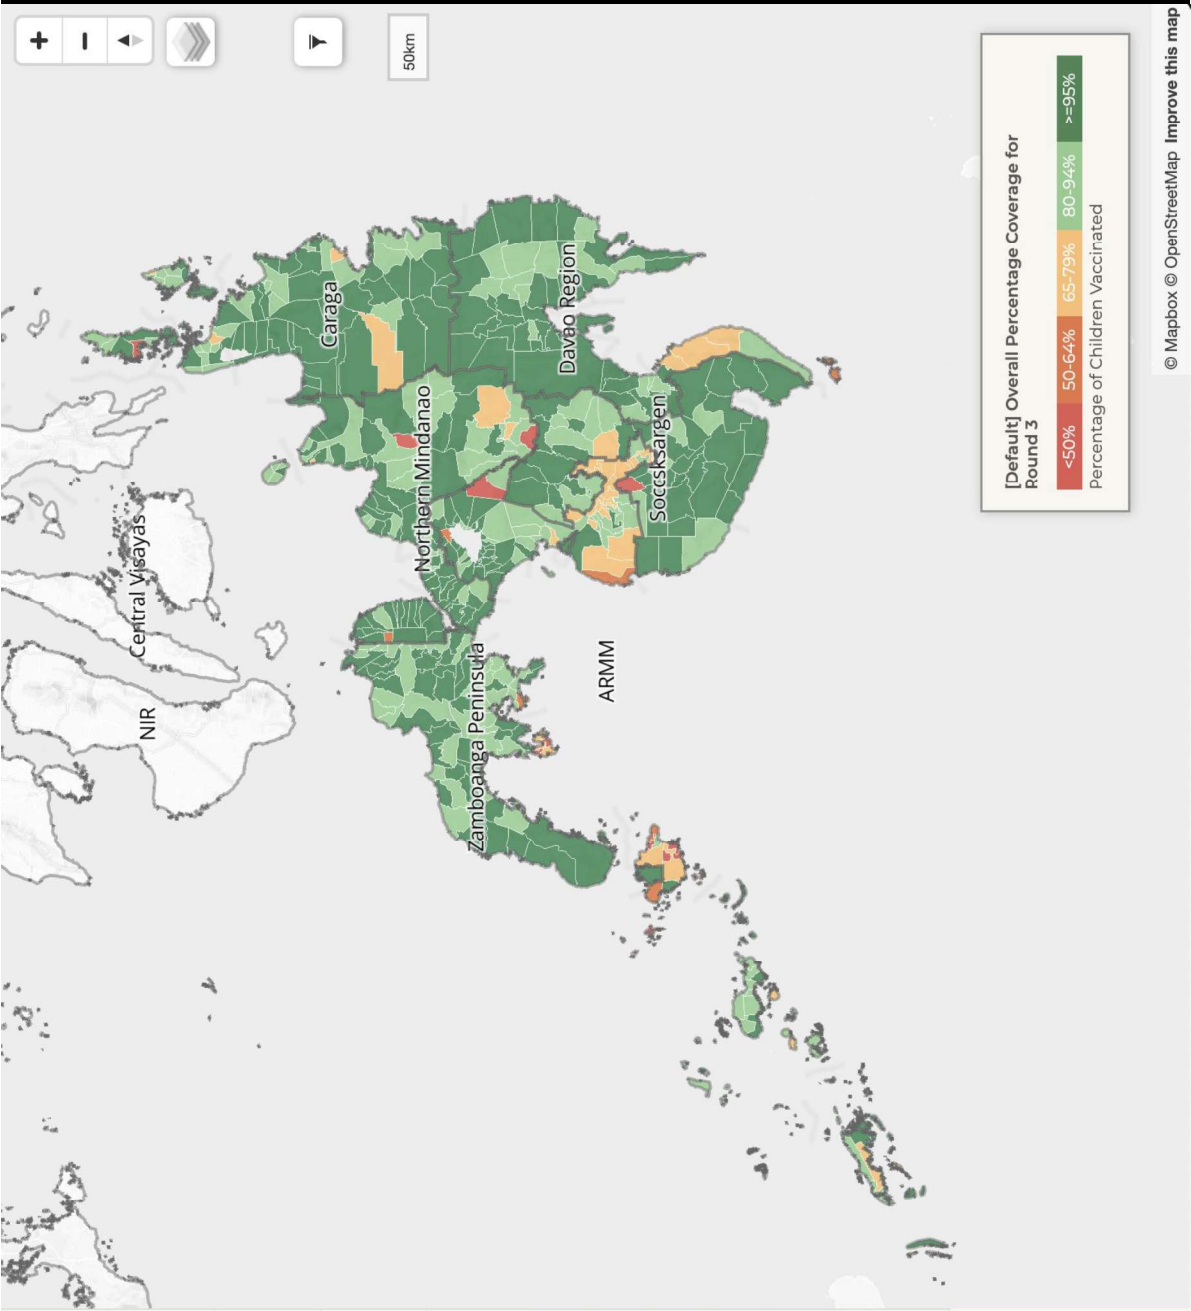 50km
Caraga
Northern Mindanao
Davao Region
Central Visayas
Soccsksargen
NIR
Zamboanga Peninsula
ARMM
[Default] Overall Percentage Coverage for
Round 3
<50% 50-64% 65-79% 80-94% >=95%
Percentage of Children Vaccinated
© Mapbox © OpenStreetMap Improve this map